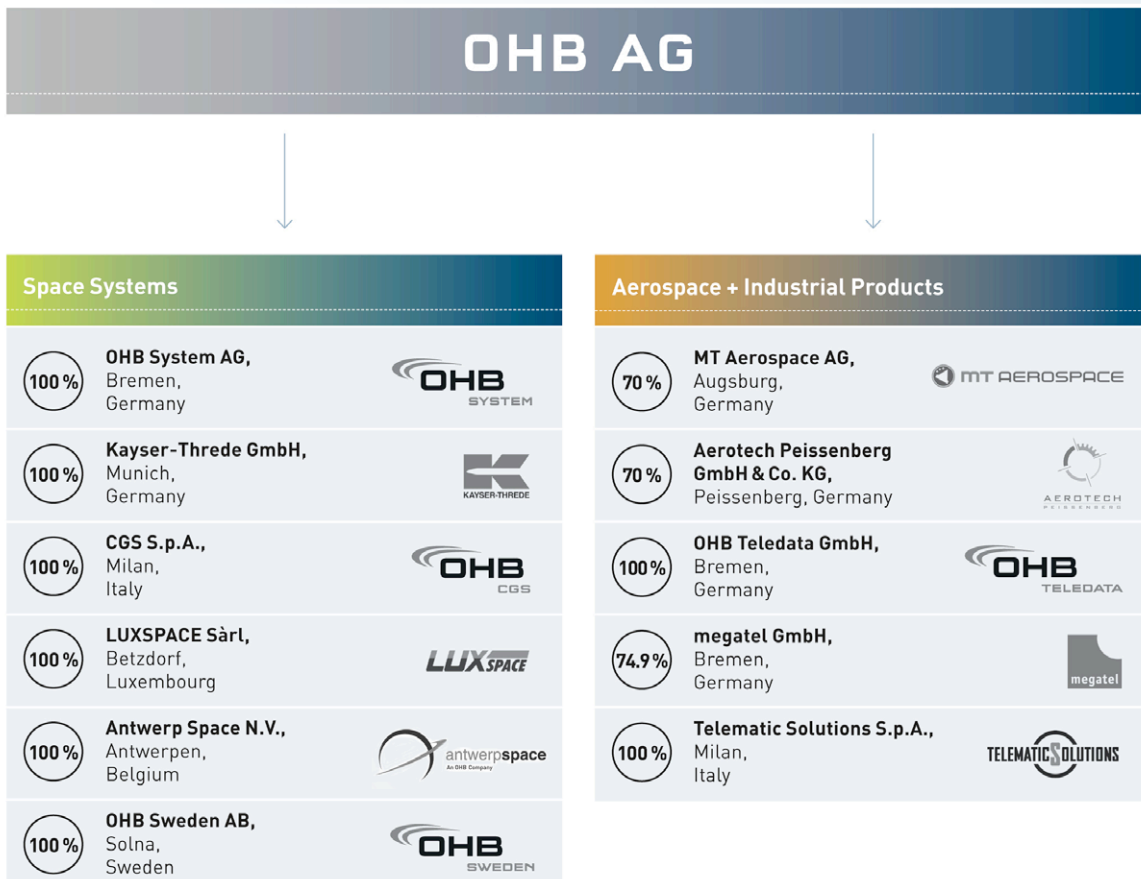 OHB AG
Space Systems
100 %
OHB System AG,
Bremen,
Germany
OHB
SYSTEM
100 %
Kayser-Threde GmbH,
Munich,
Germany
KAYSER-THREDE
100 %
CGS S.p.A.,
Milan,
Italy
OHB
CGS
100 %
LUXSPACE Sàrl,
Betzdorf,
Luxembourg
LUXSPACE
100 %
Antwerp Space N.V.,
Antwerpen,
Belgium
antwerpspace
An OHB Company
100 %
OHB Sweden AB,
Solna,
Sweden
OHB
SWEDEN
Aerospace + Industrial Products
70 %
MT Aerospace AG,
Augsburg,
Germany
MT AEROSPACE
70 %
Aerotech Peissenberg
GmbH & Co. KG,
Peissenberg, Germany
AEROTECH
PEISSENBERG
100 %
OHB Teledata GmbH,
Bremen,
Germany
OHB
TELEDATA
74.9 %
megatel GmbH,
Bremen,
Germany
megatel
100 %
Telematic Solutions S.p.A.,
Milan,
Italy
TELEMATIC SOLUTIONS